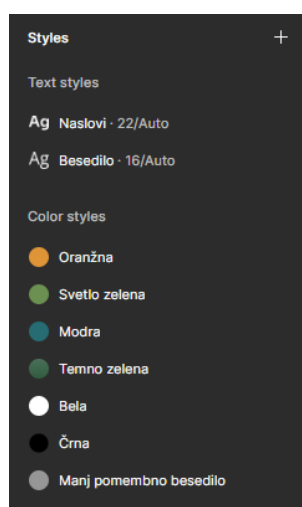 Styles
Text styles
Ag Naslovi · 22/Auto
Ag Besedilo · 16/Auto
Color styles
Oranžna
Svetlo zelena
Modra
Temno zelena
Bela
Črna
Manj pomembno besedilo